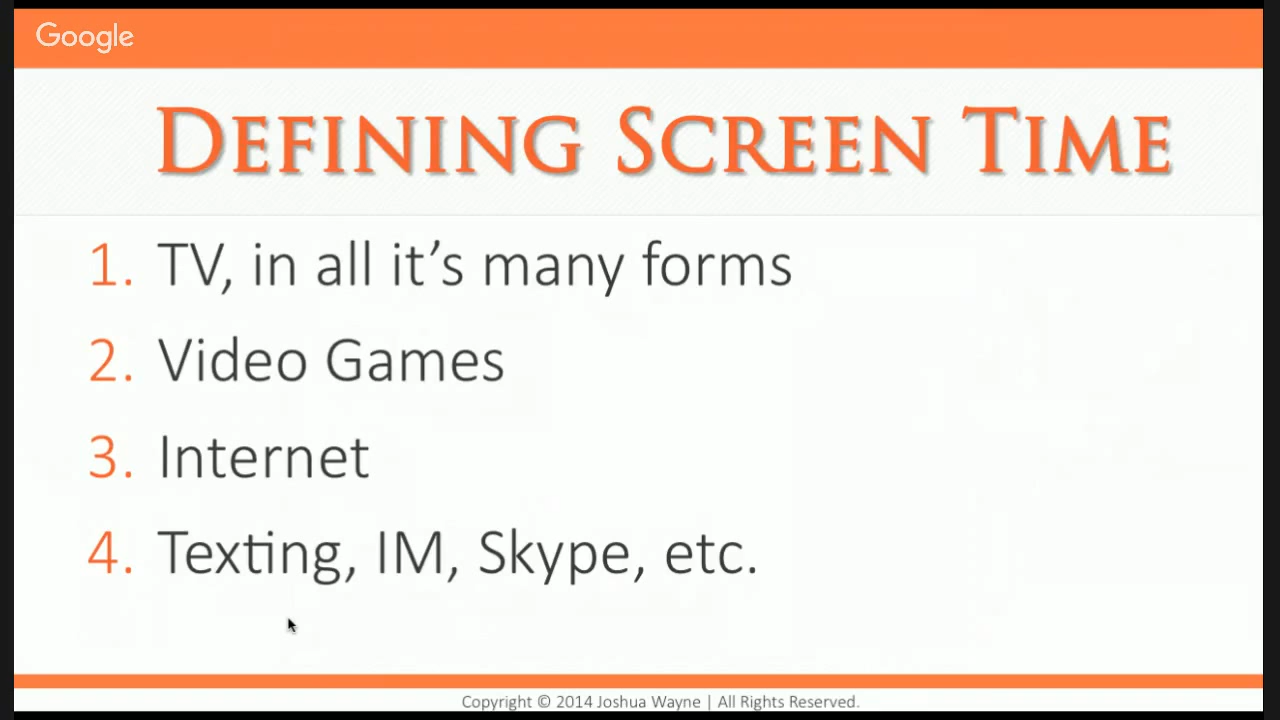 Google
DEFINING SCREEN TIME
1. TV, in all it’s many forms
2. Video Games
3. Internet
4. Texting, IM, Skype, etc.
Copyright © 2014 Joshua Wayne | All Rights Reserved.